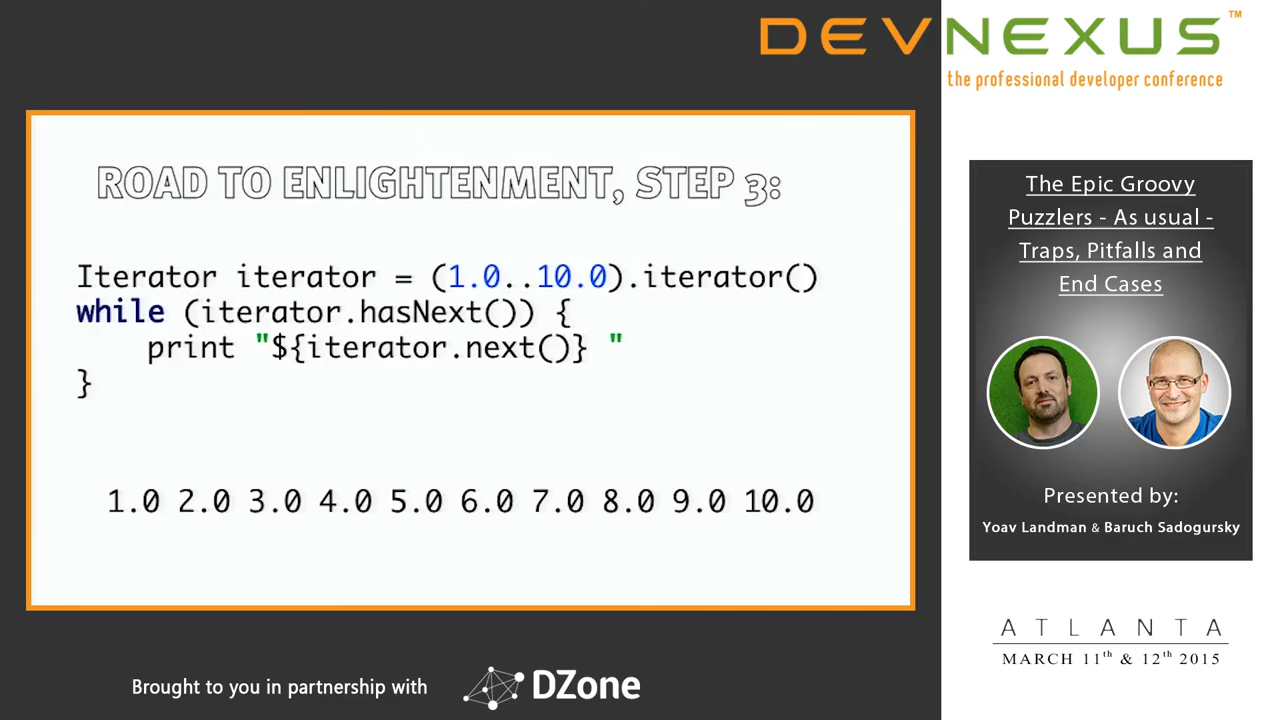 DEVNEXUS™
the professional developer conference
ROAD TO ENLIGHTENMENT, STEP 3:
Iterator iterator = (1.0..10.0).iterator()
while (iterator.hasNext()) {
    print "${iterator.next()} "
}
1.0 2.0 3.0 4.0 5.0 6.0 7.0 8.0 9.0 10.0
The Epic Groovy
Puzzlers - As usual -
Traps, Pitfalls and
End Cases
Presented by:
Yoav Landman & Baruch Sadogursky
ATLANTA
MARCH 11th & 12th 2015
Brought to you in partnership with
DZone